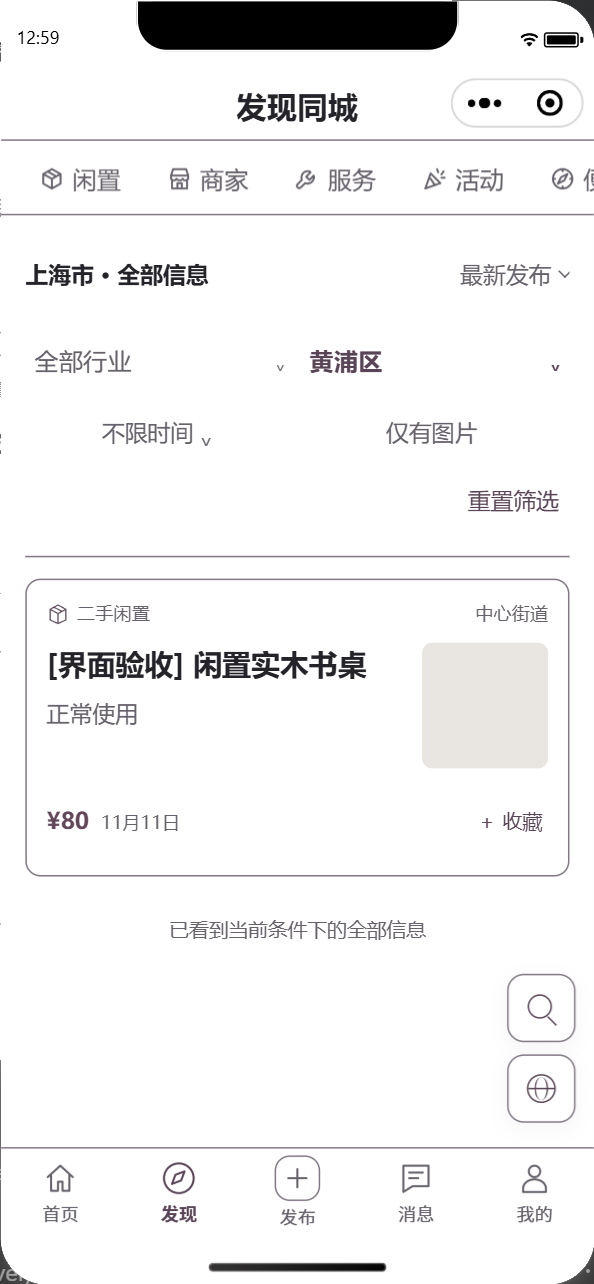 12:59
发现同城
闲置 商家 服务 活动
上海市・全部信息 最新发布
全部行业 黄浦区
不限时间 仅有图片
重置筛选
二手闲置 中心街道
[界面验收] 闲置实木书桌
正常使用
¥80 11月11日 + 收藏
已看到当前条件下的全部信息
首页 发现 发布 消息 我的